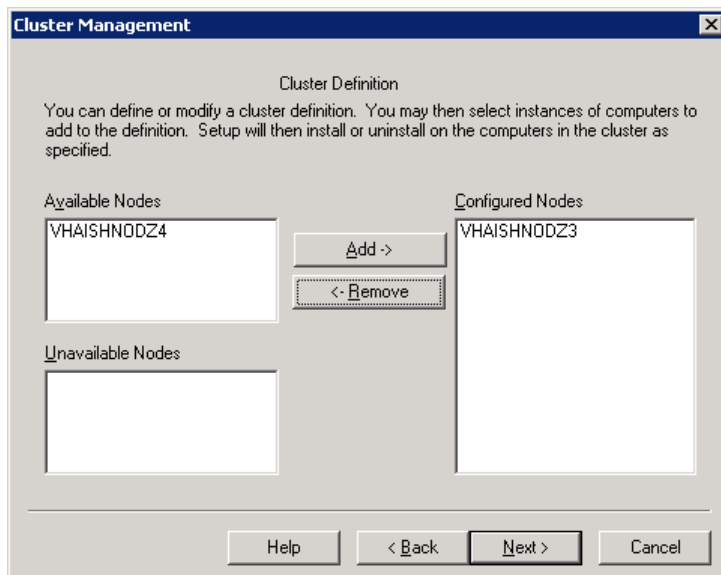 Cluster Management
Cluster Definition
You can define or modify a cluster definition.  You may then select instances of computers to
add to the definition.  Setup will then install or uninstall on the computers in the cluster as
specified.
Available Nodes
VHAISHNODZ4
Add ->
<- Remove
Configured Nodes
VHAISHNODZ3
Unavailable Nodes
Help
< Back
Next >
Cancel